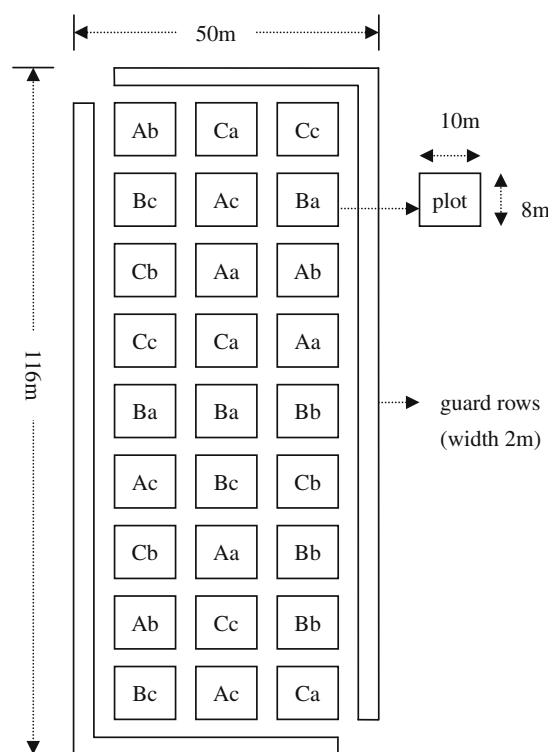 50m
Ab Ca Cc
10m
Bc Ac Ba
plot
8m
Cb Aa Ab
Cc Ca Aa
116m
Ba Ba Bb
guard rows
(width 2m)
Ac Bc Cb
Cb Aa Bb
Ab Cc Bb
Bc Ac Ca